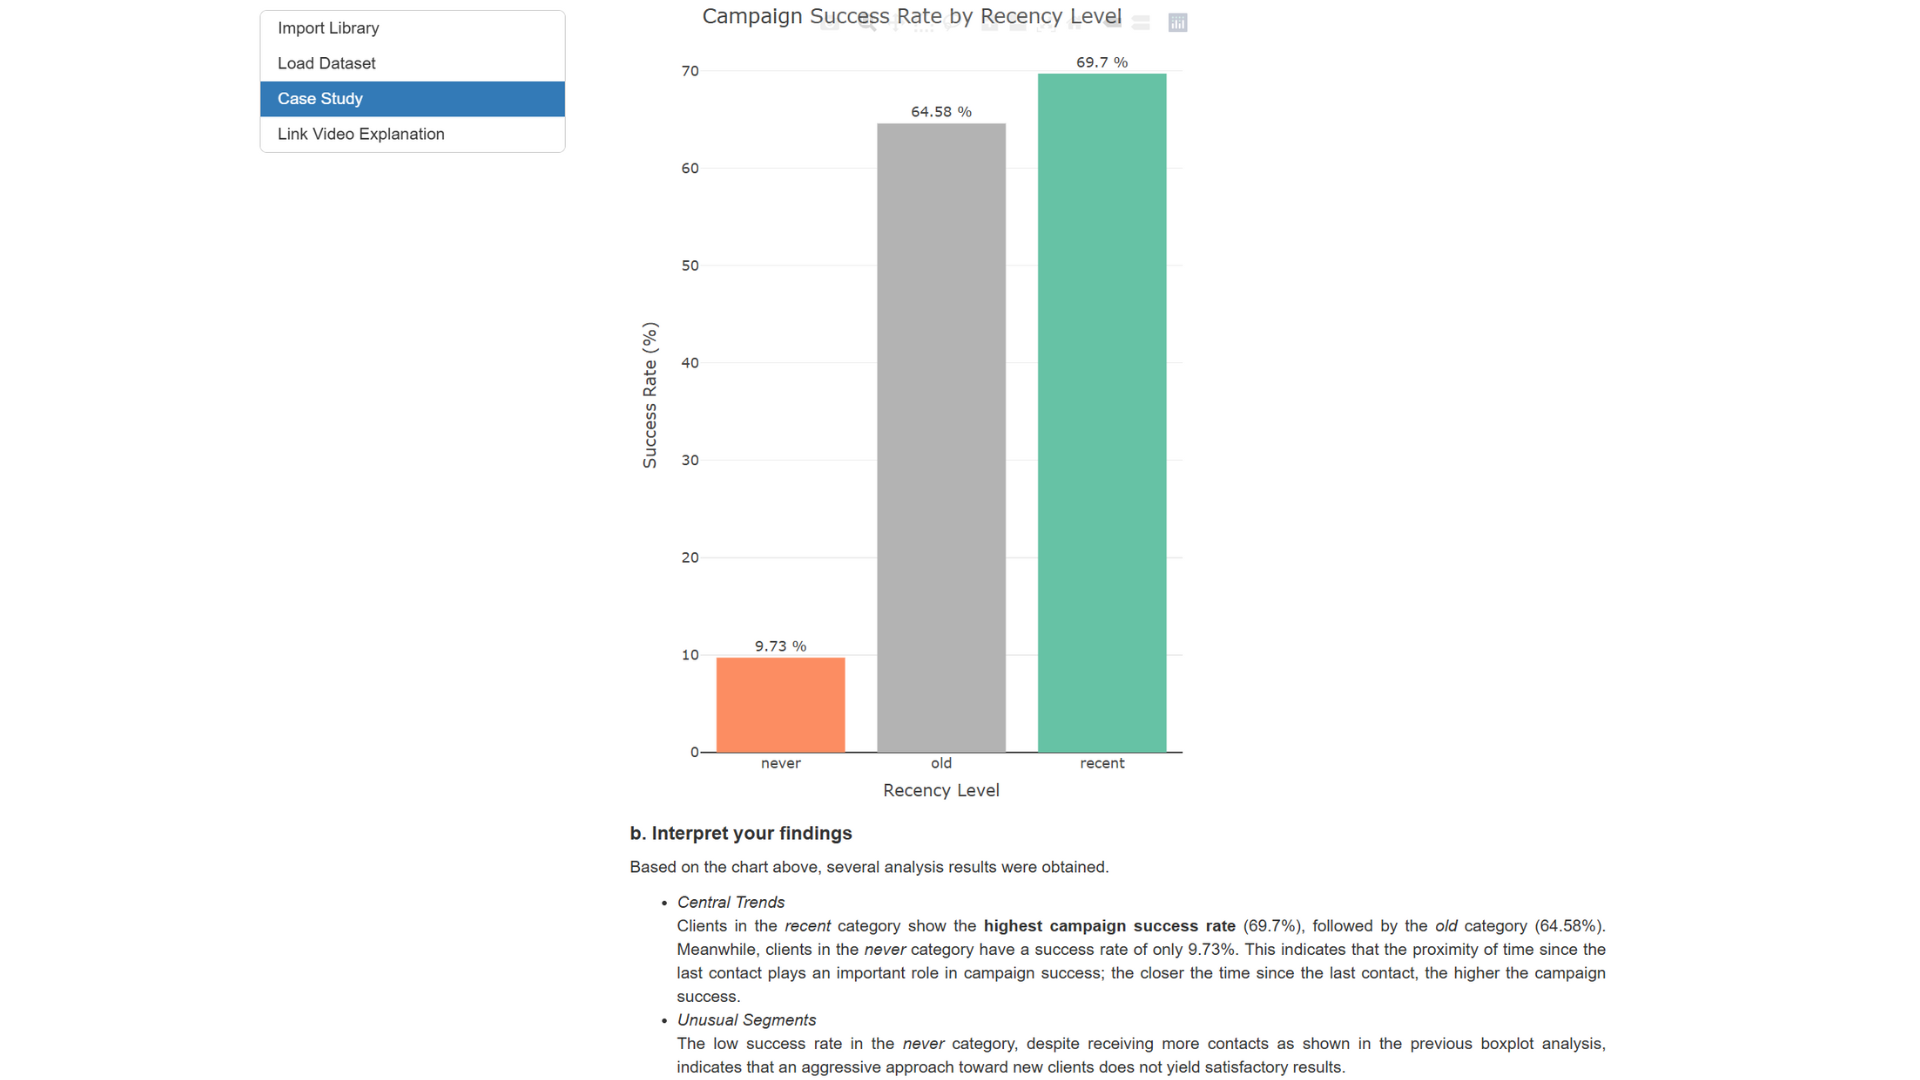 Import Library
Load Dataset
Case Study
Link Video Explanation
Campaign Success Rate by Recency Level
69.7 %
64.58 %
9.73 %
70
60
50
40
30
20
10
0
Success Rate (%)
never
old
recent
Recency Level
b. Interpret your findings
Based on the chart above, several analysis results were obtained.
• Central Trends
Clients in the recent category show the highest campaign success rate (69.7%), followed by the old category (64.58%).
Meanwhile, clients in the never category have a success rate of only 9.73%. This indicates that the proximity of time since the
last contact plays an important role in campaign success; the closer the time since the last contact, the higher the campaign
success.
• Unusual Segments
The low success rate in the never category, despite receiving more contacts as shown in the previous boxplot analysis,
indicates that an aggressive approach toward new clients does not yield satisfactory results.